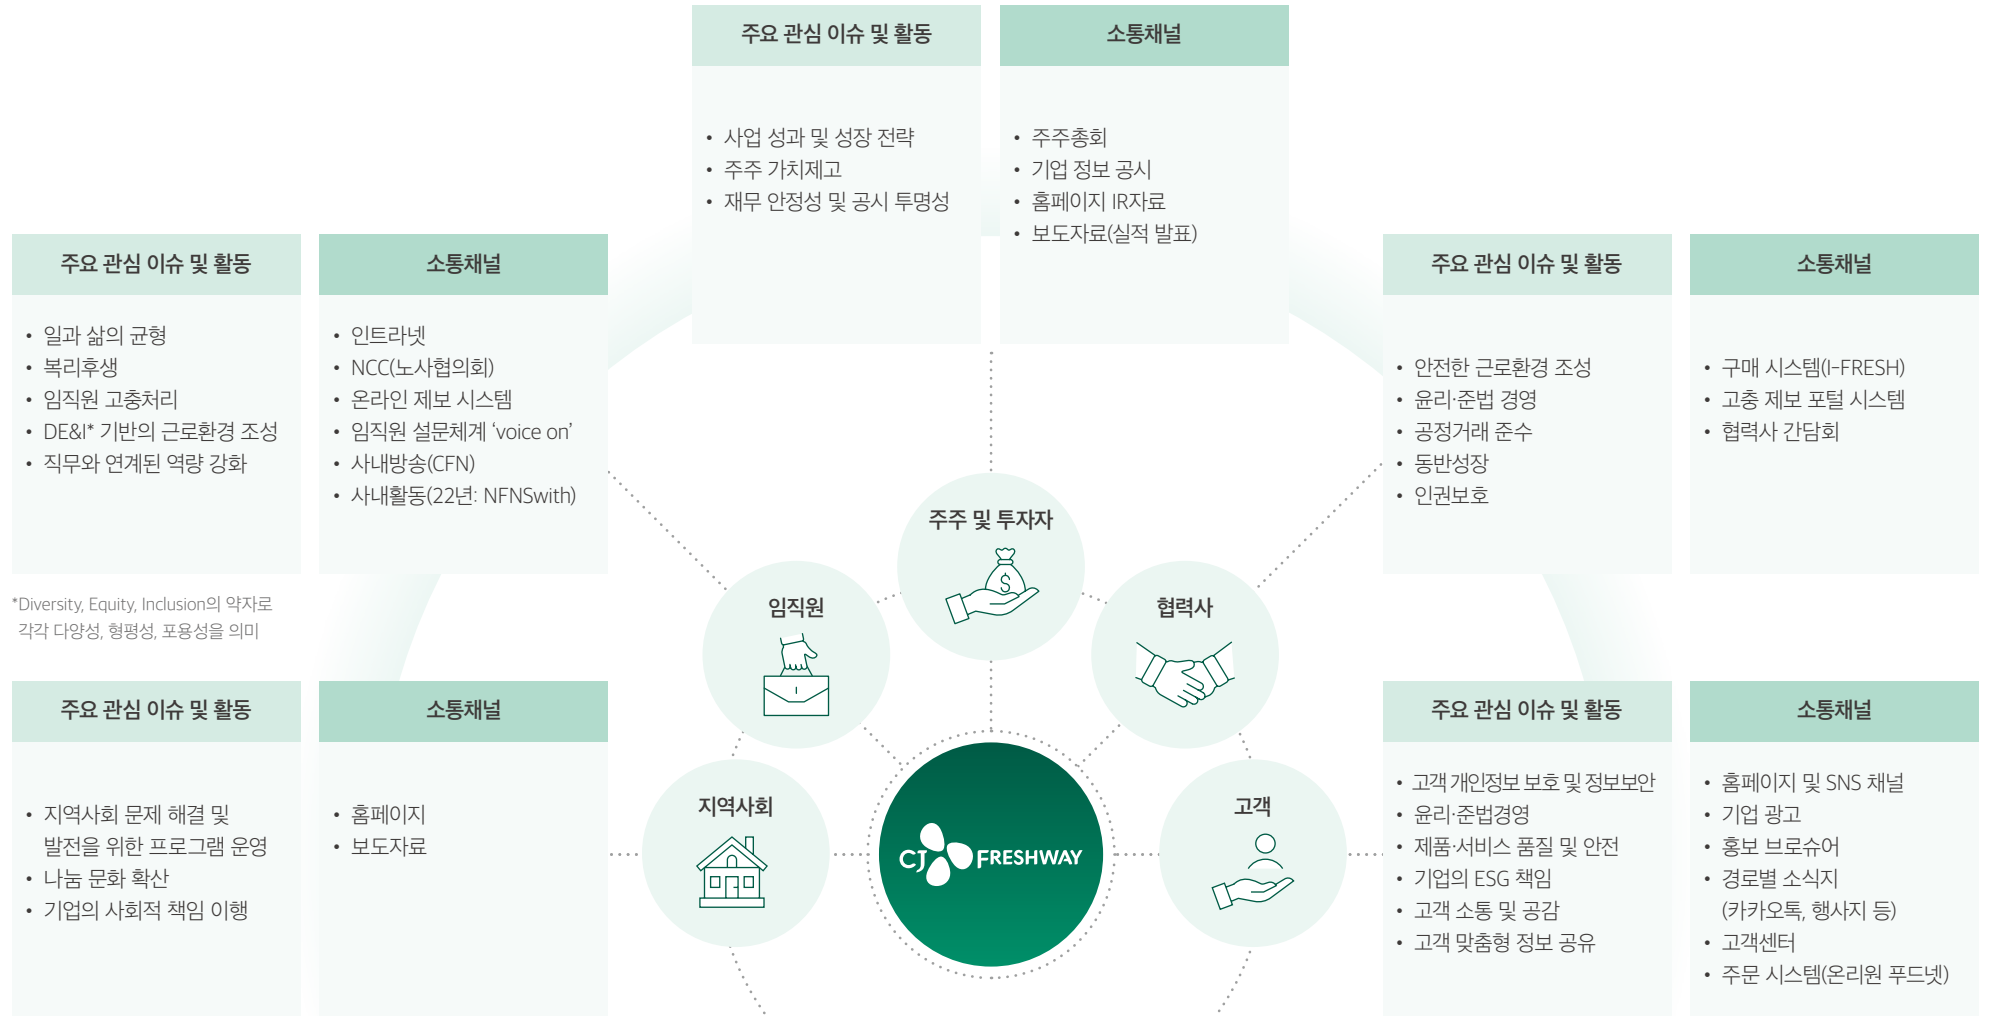 주요 관심 이슈 및 활동
소통채널
• 사업 성과 및 성장 전략
• 주주 가치제고
• 재무 안정성 및 공시 투명성
• 주주총회
• 기업 정보 공시
• 홈페이지 IR자료
• 보도자료(실적 발표)
주요 관심 이슈 및 활동
소통채널
• 일과 삶의 균형
• 복리후생
• 임직원 고충처리
• DE&I* 기반의 근로환경 조성
• 직무와 연계된 역량 강화
• 인트라넷
• NCC(노사협의회)
• 온라인 제보 시스템
• 임직원 설문체계 ‘voice on’
• 사내방송(CFN)
• 사내활동(22년: NFNSwith)
*Diversity, Equity, Inclusion의 약자로
각각 다양성, 형평성, 포용성을 의미
주요 관심 이슈 및 활동
소통채널
• 안전한 근로환경 조성
• 윤리·준법 경영
• 공정거래 준수
• 동반성장
• 인권보호
• 구매 시스템(I-FRESH)
• 고충 제보 포털 시스템
• 협력사 간담회
주주 및 투자자
임직원
협력사
지역사회
고객
CJ FRESHWAY
주요 관심 이슈 및 활동
소통채널
• 지역사회 문제 해결 및
발전을 위한 프로그램 운영
• 나눔 문화 확산
• 기업의 사회적 책임 이행
• 홈페이지
• 보도자료
주요 관심 이슈 및 활동
소통채널
• 고객 개인정보 보호 및 정보보안
• 윤리·준법경영
• 제품·서비스 품질 및 안전
• 기업의 ESG 책임
• 고객 소통 및 공감
• 고객 맞춤형 정보 공유
• 홈페이지 및 SNS 채널
• 기업 광고
• 홍보 브로슈어
• 경로별 소식지
(카카오톡, 행사지 등)
• 고객센터
• 주문 시스템(온리원 푸드넷)